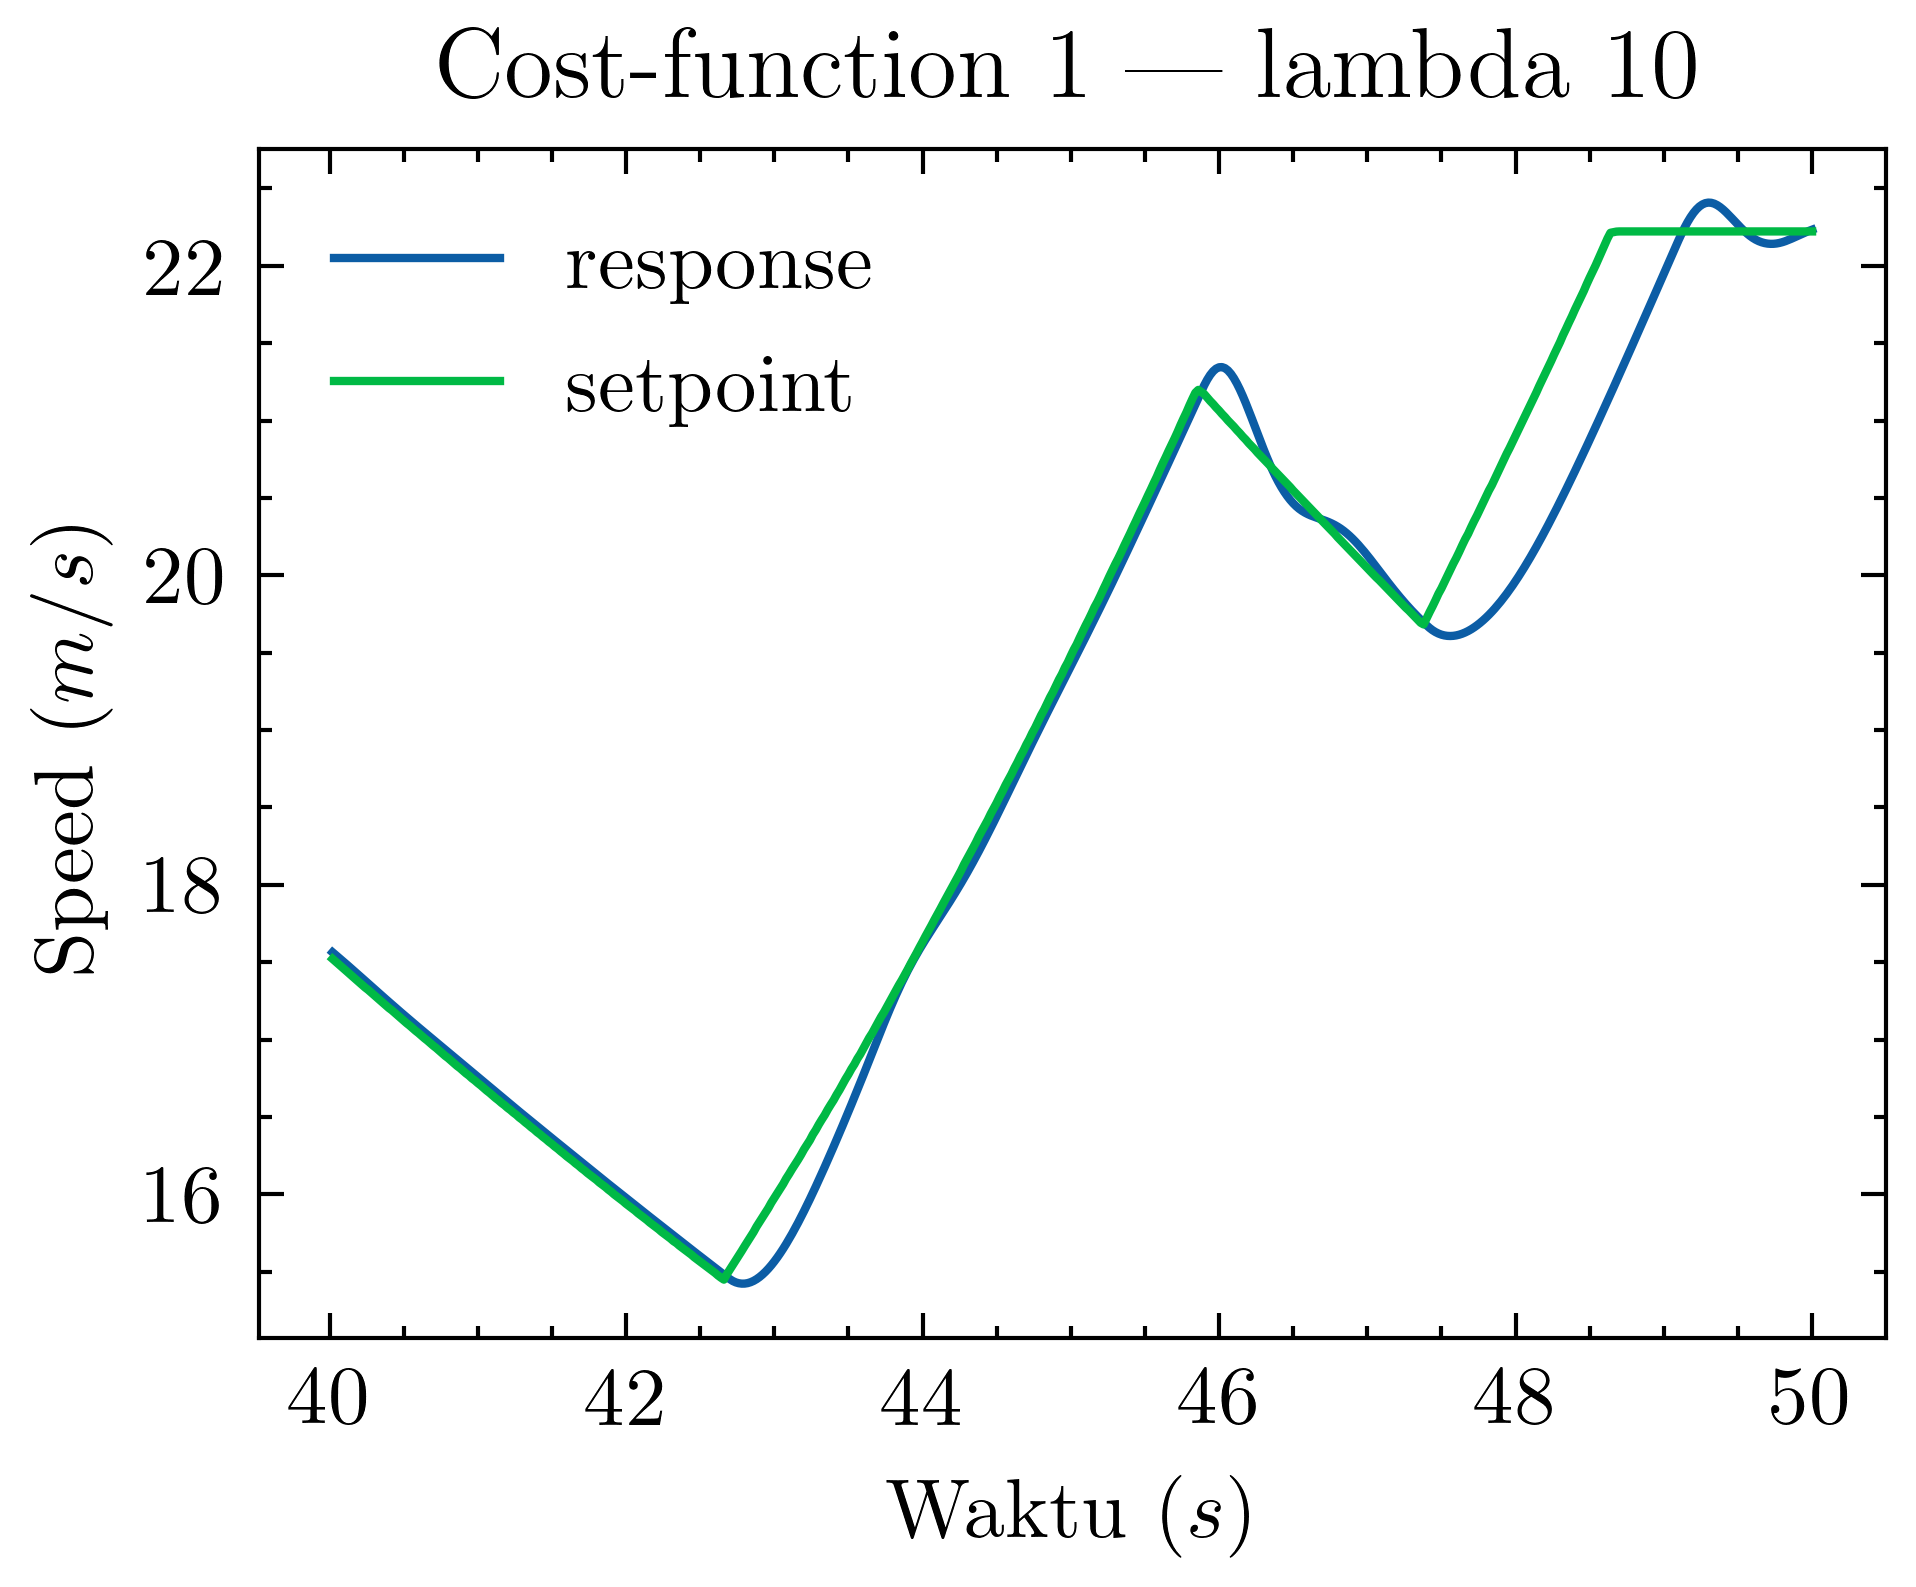 Cost-function 1 — lambda 10
response
setpoint
22
20
18
16
Speed (m/s)
40 42 44 46 48 50
Waktu (s)